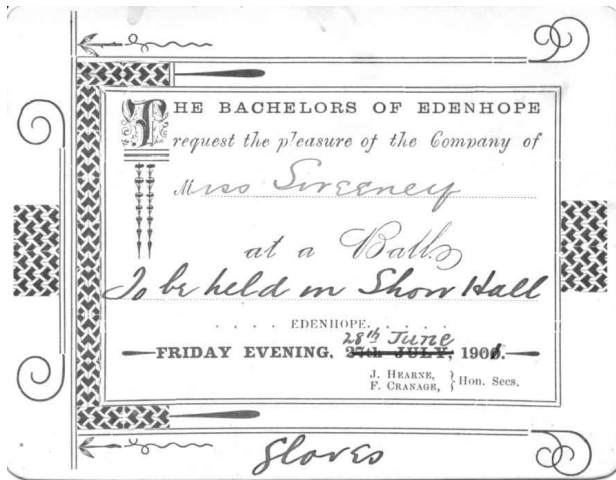 THE BACHELORS OF EDENHOPE
request the pleasure of the Company of
Miss Sweeney
at a Ball
To be held in Show Hall
EDENHOPE.
28th June
FRIDAY EVENING, 27th JULY, 1901.
J. HEARNE,
F. CRANAGE, } Hon. Secs.
Gloves